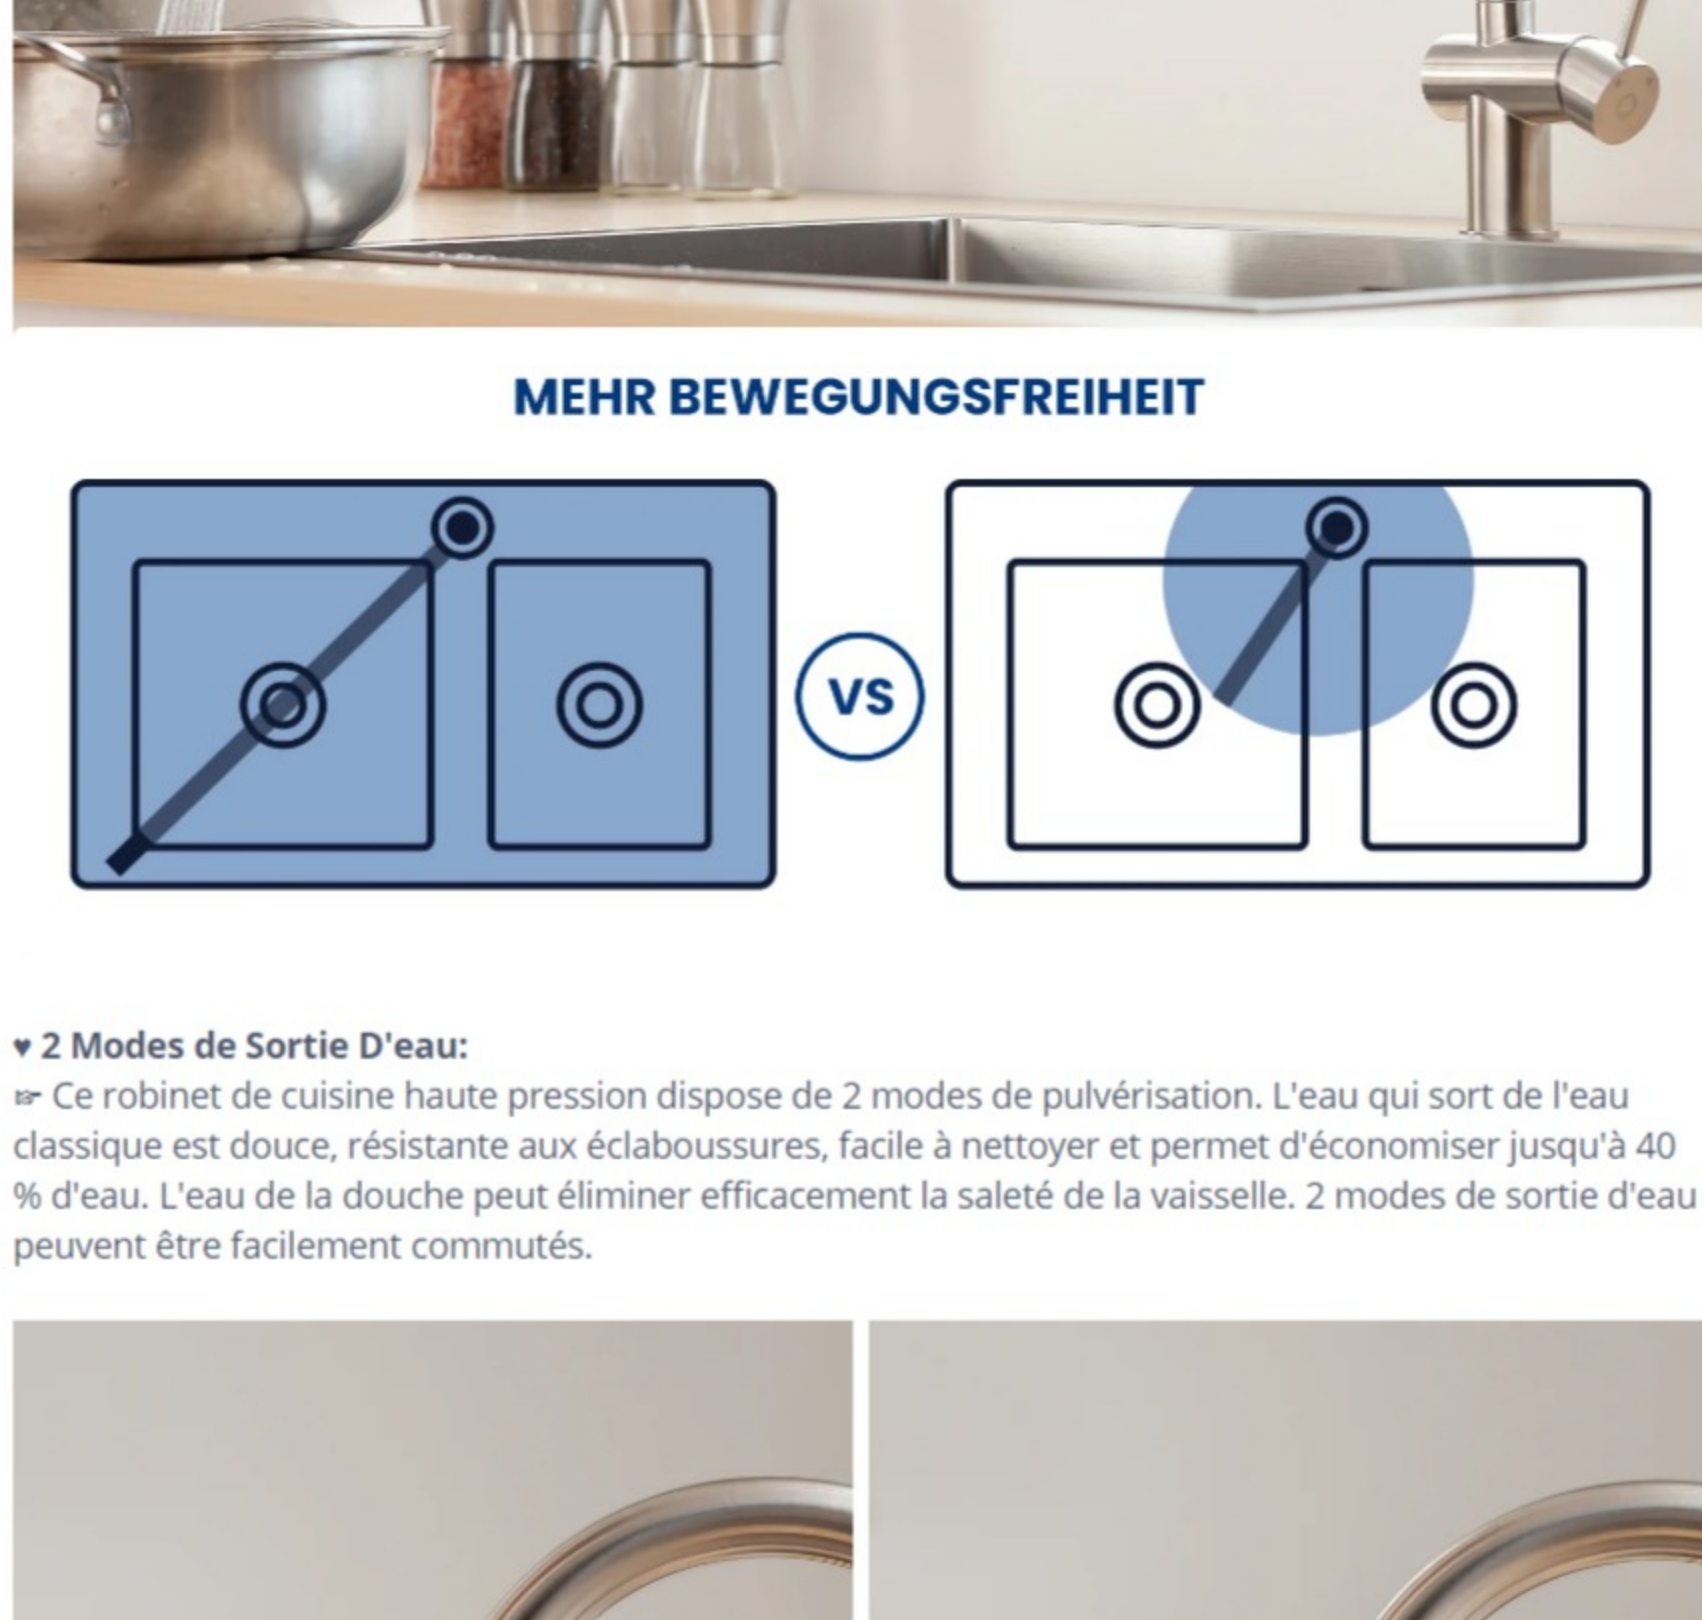 MEHR BEWEGUNGSFREIHEIT
VS
♥ 2 Modes de Sortie D'eau:
☞ Ce robinet de cuisine haute pression dispose de 2 modes de pulvérisation. L'eau qui sort de l'eau
classique est douce, résistante aux éclaboussures, facile à nettoyer et permet d'économiser jusqu'à 40
% d'eau. L'eau de la douche peut éliminer efficacement la saleté de la vaisselle. 2 modes de sortie d'eau
peuvent être facilement commutés.